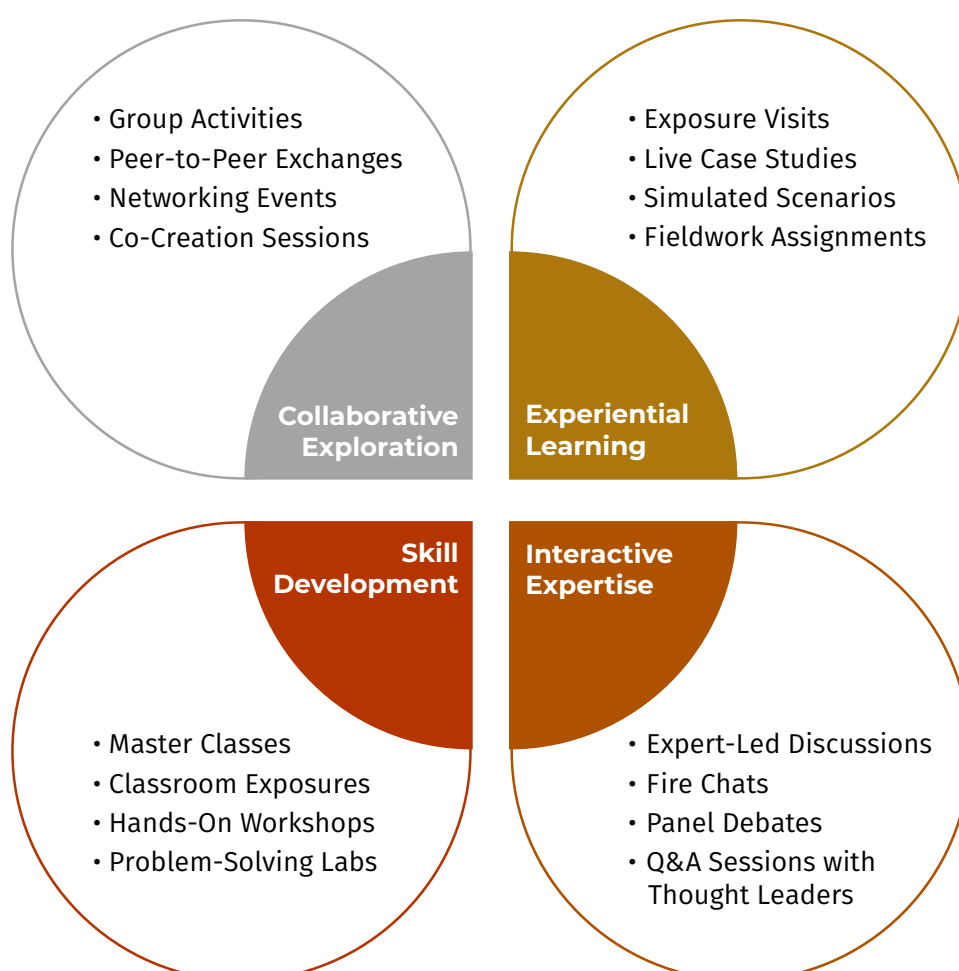 • Group Activities
• Peer-to-Peer Exchanges
• Networking Events
• Co-Creation Sessions
Collaborative
Exploration
• Exposure Visits
• Live Case Studies
• Simulated Scenarios
• Fieldwork Assignments
Experiential
Learning
Skill
Development
• Master Classes
• Classroom Exposures
• Hands-On Workshops
• Problem-Solving Labs
Interactive
Expertise
• Expert-Led Discussions
• Fire Chats
• Panel Debates
• Q&A Sessions with
Thought Leaders